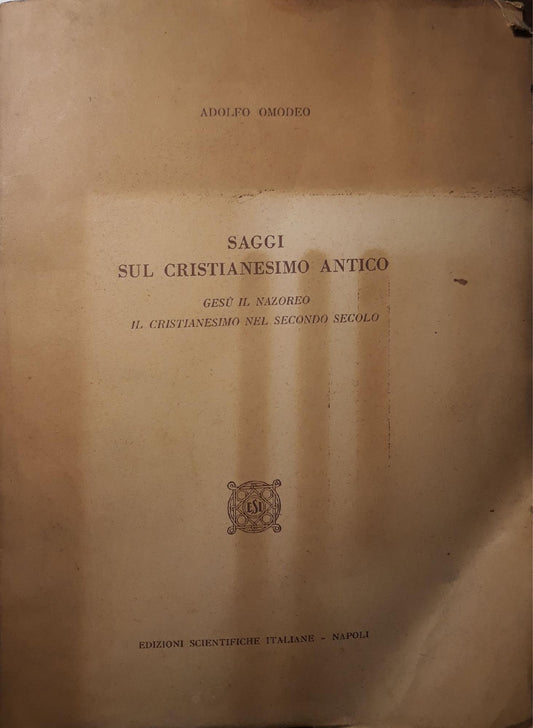 ADOLFO OMODEO
SAGGI
SUL CRISTIANESIMO ANTICO
GESÙ IL NAZOREO
IL CRISTIANESIMO NEL SECONDO SECOLO
ESI
EDIZIONI SCIENTIFICHE ITALIANE - NAPOLI